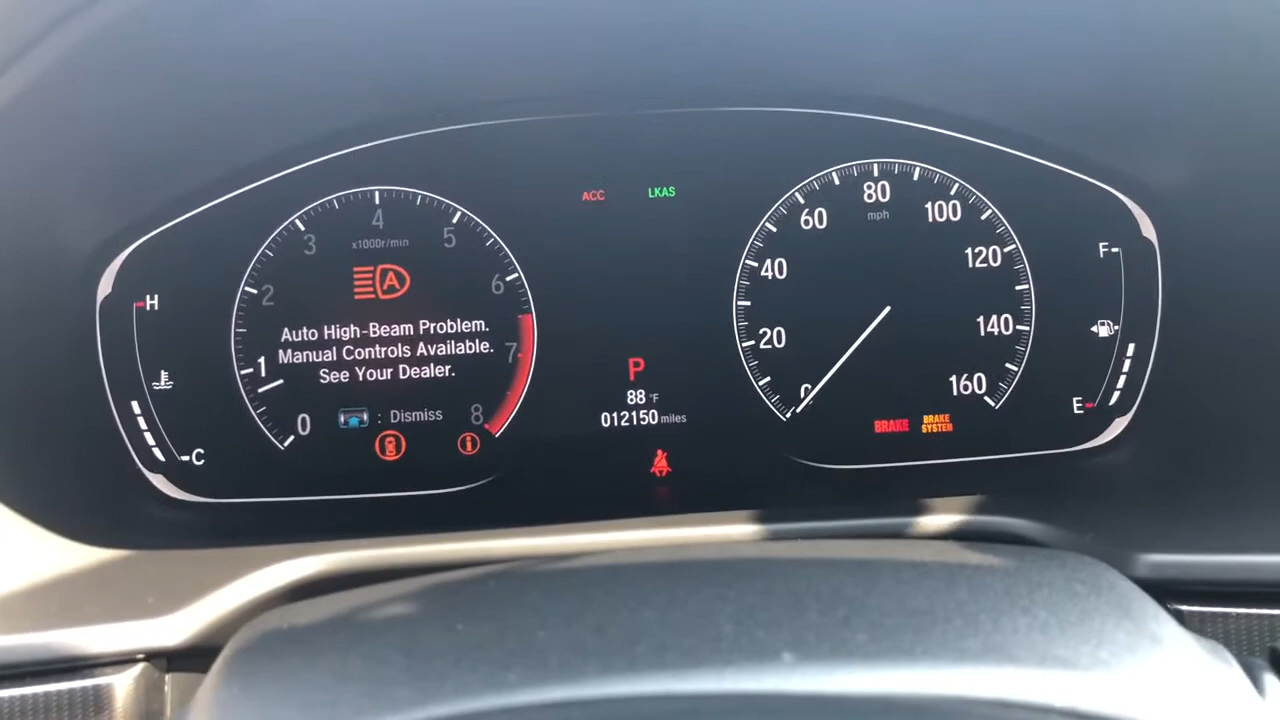 ACC
LKAS
0
1
2
3
4
5
6
7
8
x1000r/min
A
Auto High-Beam Problem.
Manual Controls Available.
See Your Dealer.
: Dismiss
H
C
P
88 °F
012150 miles
0
20
40
60
80
100
120
140
160
mph
BRAKE
BRAKE
SYSTEM
F
E